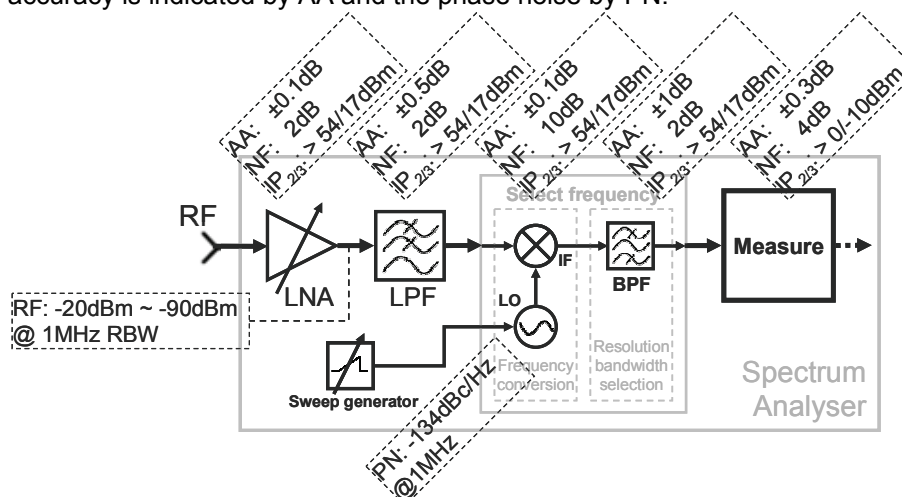 accuracy is indicated by AA and the phase noise by PN.
AA: ±0.1dB
NF: 2dB
IP2/3: > 54/17dBm
AA: ±0.5dB
NF: 2dB
IP2/3: > 54/17dBm
AA: ±0.1dB
NF: 10dB
IP2/3: > 54/17dBm
AA: ±1dB
NF: 2dB
IP2/3: > 54/17dBm
AA: ±0.3dB
NF: 4dB
IP2/3: > 0/-10dBm
Select frequency
RF
LNA
LPF
IF
BPF
Measure
LO
RF: -20dBm ~ -90dBm
@ 1MHz RBW
Sweep generator
Frequency
conversion
Resolution
bandwidth
selection
Spectrum
Analyser
PN: -134dBc/Hz
@1MHz